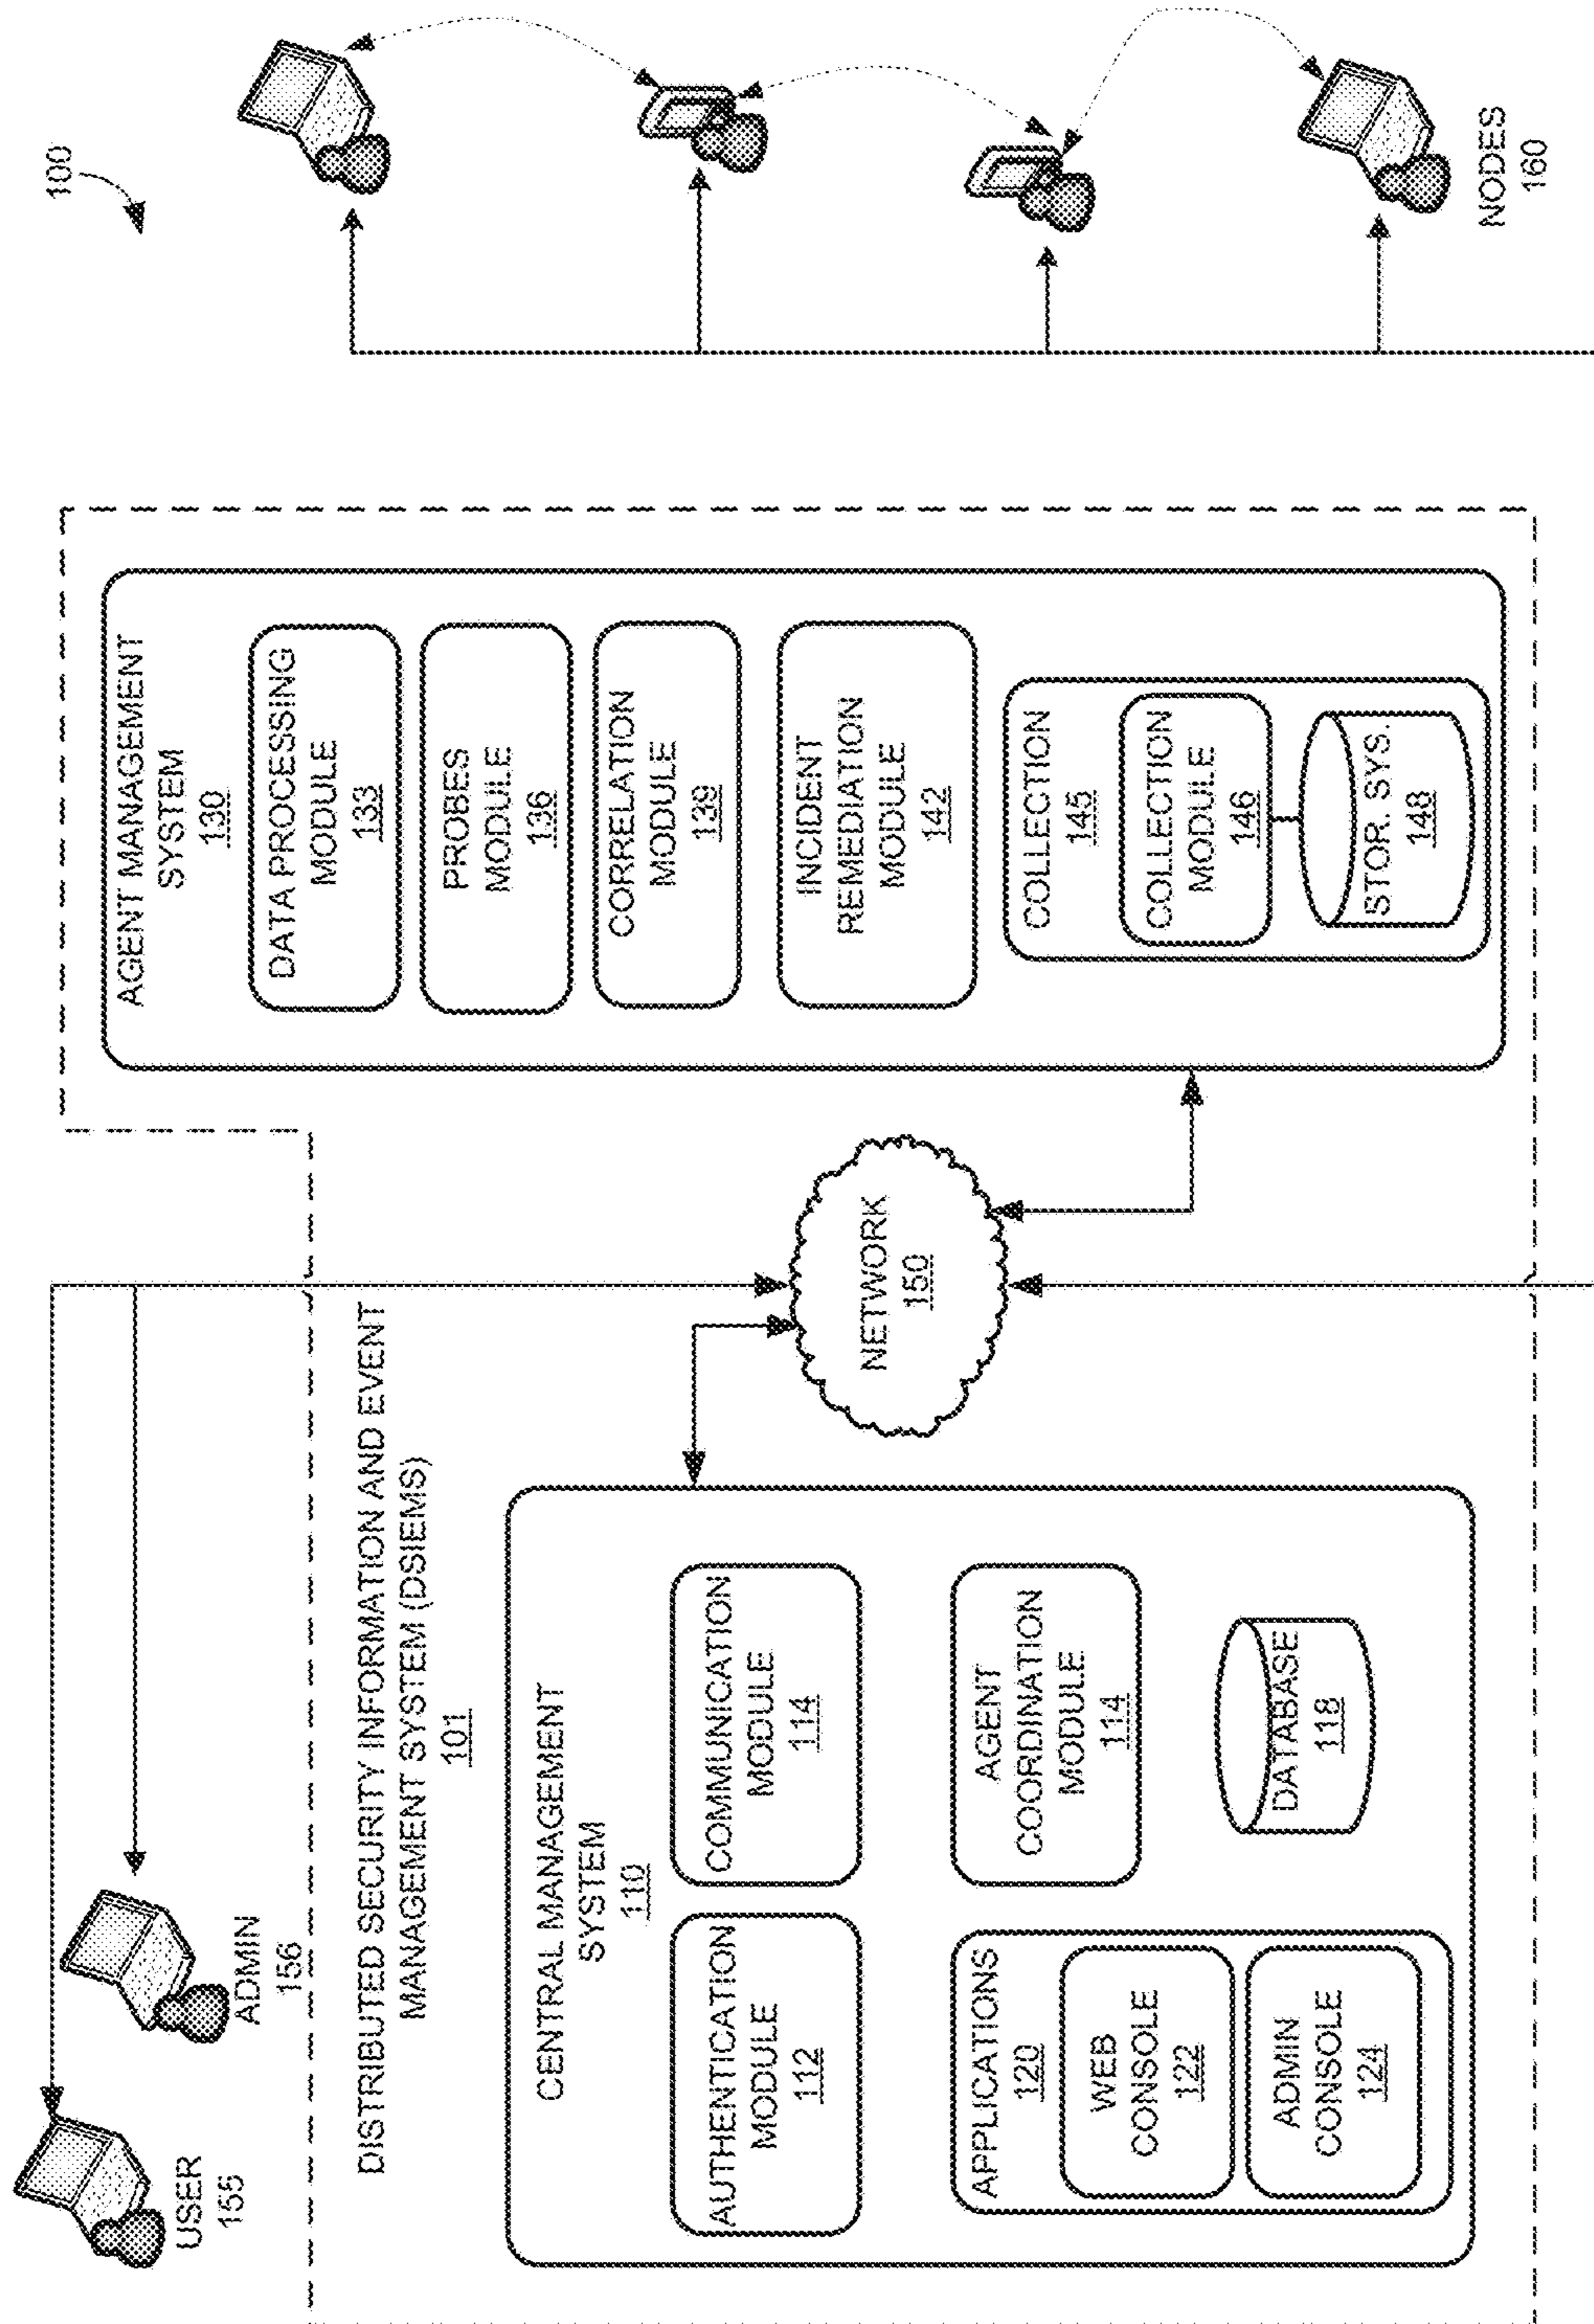 100
USER
155
ADMIN
156
DISTRIBUTED SECURITY INFORMATION AND EVENT
MANAGEMENT SYSTEM (DSIEMS)
101
CENTRAL MANAGEMENT
SYSTEM
110
AUTHENTICATION
MODULE
112
COMMUNICATION
MODULE
114
APPLICATIONS
120
WEB
CONSOLE
122
ADMIN
CONSOLE
124
AGENT
COORDINATION
MODULE
114
DATABASE
118
NETWORK
150
AGENT MANAGEMENT
SYSTEM
130
DATA PROCESSING
MODULE
133
PROBES
MODULE
136
CORRELATION
MODULE
139
INCIDENT
REMEDIATION
MODULE
142
COLLECTION
145
COLLECTION
MODULE
146
STOR. SYS.
148
NODES
160